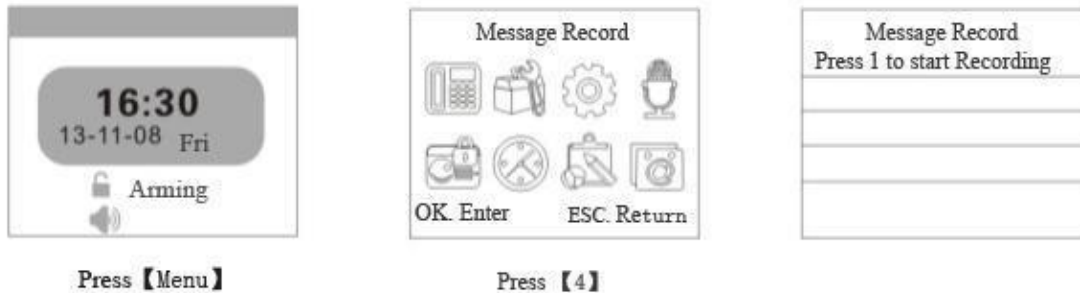 16:30
13-11-08 Fri
Arming
Press【Menu】
Message Record
OK. Enter ESC. Return
Press 【4】
Message Record
Press 1 to start Recording